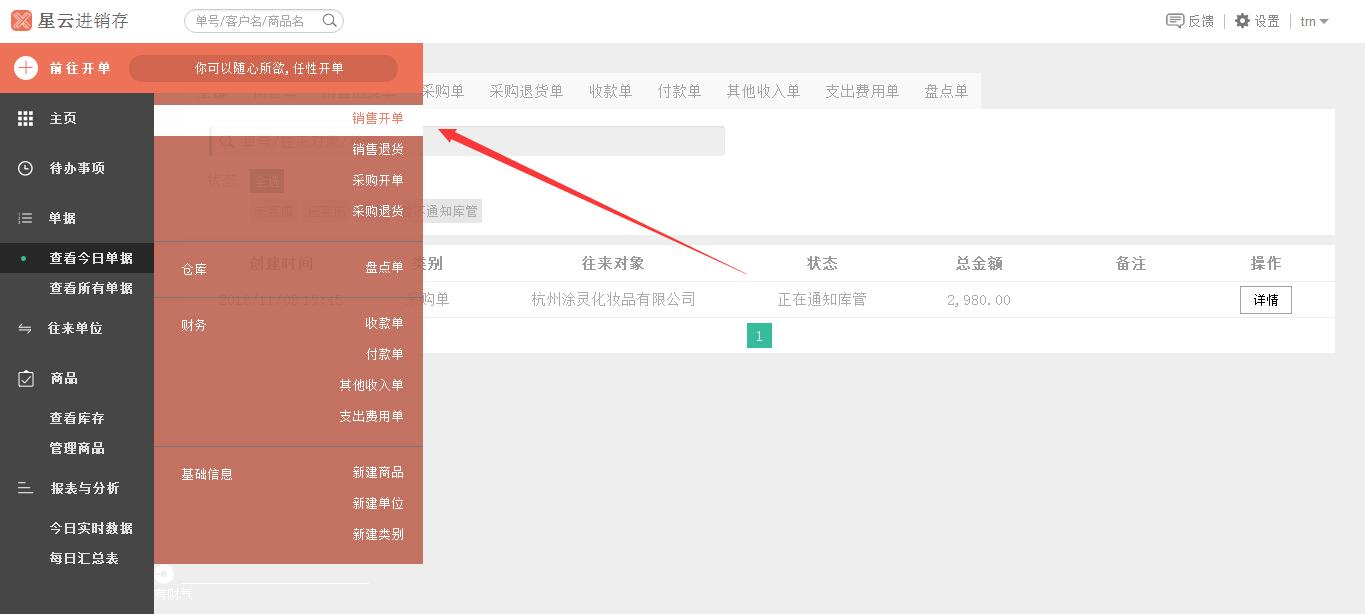 星云进销存
单号/客户名/商品名
反馈
设置
trn
前往开单
你可以随心所欲,任性开单
采购单 采购退货单 收款单 付款单 其他收入单 支出费用单 盘点单
主页
待办事项
单据
查看今日单据
查看所有单据
往来单位
商品
查看库存
管理商品
报表与分析
今日实时数据
每日汇总表
销售开单
销售退货
采购开单
采购退货
仓库 盘点单
财务 收款单
付款单
其他收入单
支出费用单
基础信息 新建商品
新建单位
新建类别
状态
全选
不通知库管
创建时间 类别 往来对象 状态 总金额 备注 操作
2018/11/08 19:45 采购单 杭州涂灵化妆品有限公司 正在通知库管 2,980.00 详情
1
有财气